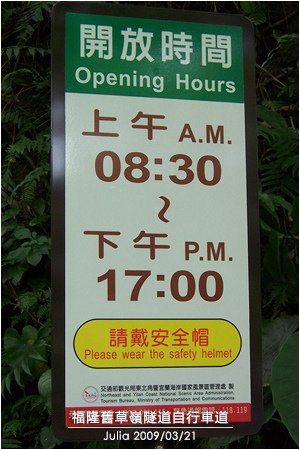 開放時間
Opening Hours
上午 A.M.
08:30
~
下午 P.M.
17:00
請戴安全帽
Please wear the safety helmet
交通部觀光局東北角暨宜蘭海岸國家風景區管理處 製
Northeast and Yilan Coast National Scenic Area Administration,
Tourism Bureau, Ministry of Transportation and Communications
118.119
福隆舊草嶺隧道自行車道
Julia 2009/03/21